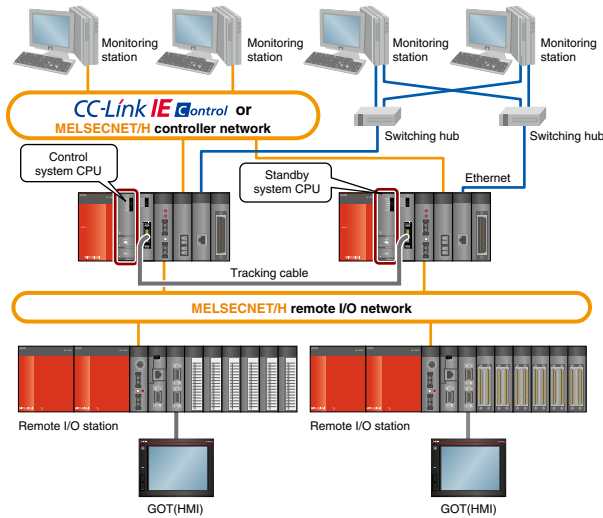 Monitoring
station
Monitoring
station
Monitoring
station
Monitoring
station
CC-Link IE Control or
MELSECNET/H controller network
Switching hub
Switching hub
Control
system CPU
Standby
system CPU
Ethernet
Tracking cable
MELSECNET/H remote I/O network
Remote I/O station
Remote I/O station
GOT(HMI)
GOT(HMI)